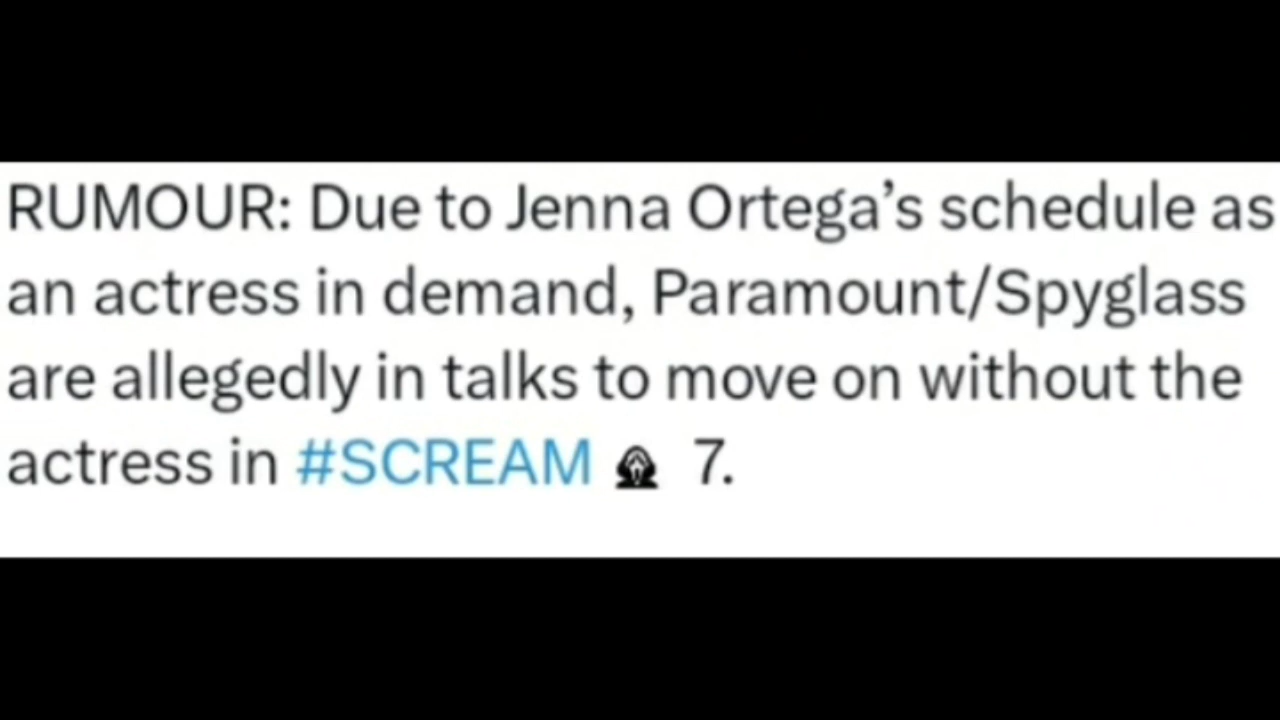 RUMOUR: Due to Jenna Ortega’s schedule as
an actress in demand, Paramount/Spyglass
are allegedly in talks to move on without the
actress in #SCREAM 7.